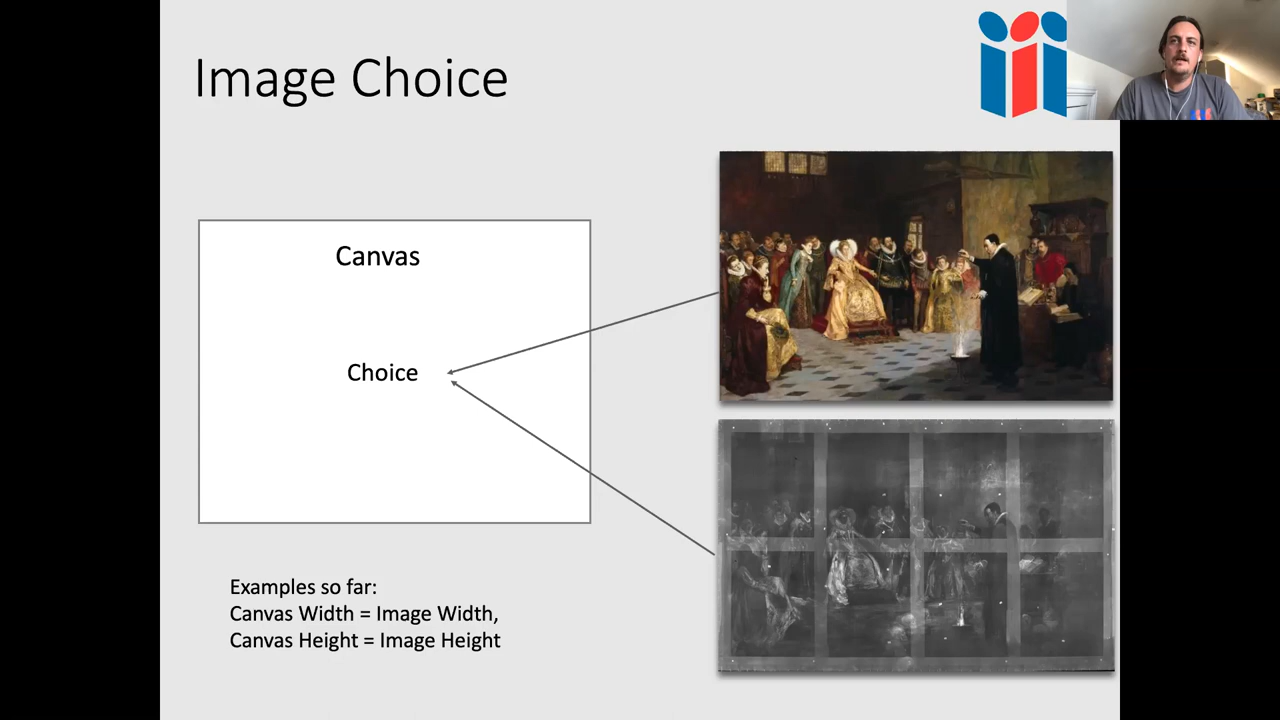 Image Choice
Canvas
Choice
Examples so far:
Canvas Width = Image Width,
Canvas Height = Image Height